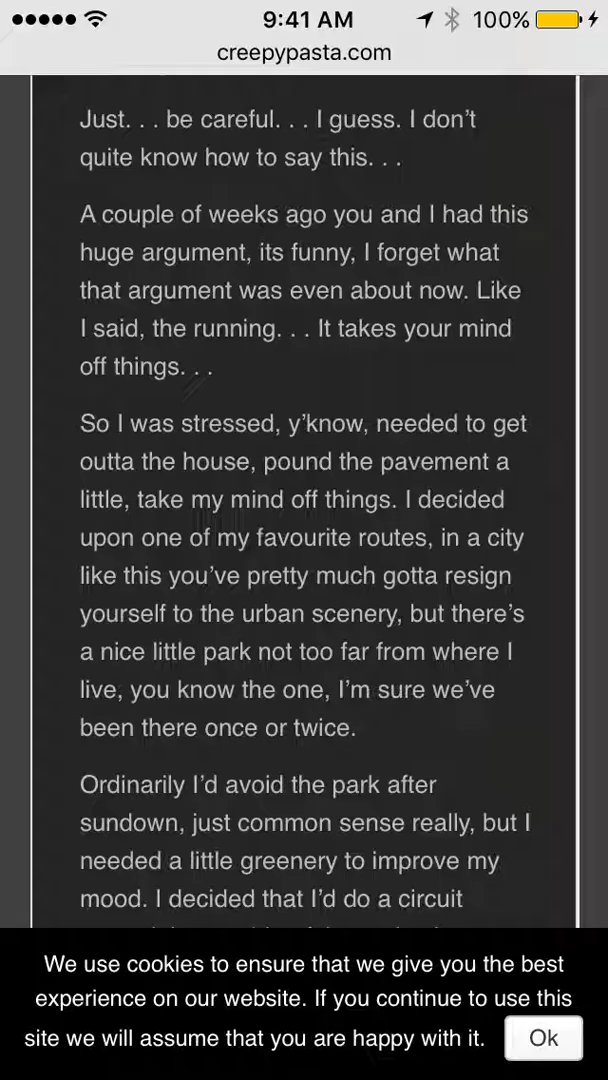 9:41 AM
100%
creepypasta.com
Just. . . be careful. . . I guess. I don’t
quite know how to say this. . .
A couple of weeks ago you and I had this
huge argument, its funny, I forget what
that argument was even about now. Like
I said, the running. . . It takes your mind
off things. . .
So I was stressed, y’know, needed to get
outta the house, pound the pavement a
little, take my mind off things. I decided
upon one of my favourite routes, in a city
like this you’ve pretty much gotta resign
yourself to the urban scenery, but there’s
a nice little park not too far from where I
live, you know the one, I’m sure we’ve
been there once or twice.
Ordinarily I’d avoid the park after
sundown, just common sense really, but I
needed a little greenery to improve my
mood. I decided that I’d do a circuit
We use cookies to ensure that we give you the best
experience on our website. If you continue to use this
site we will assume that you are happy with it.
Ok